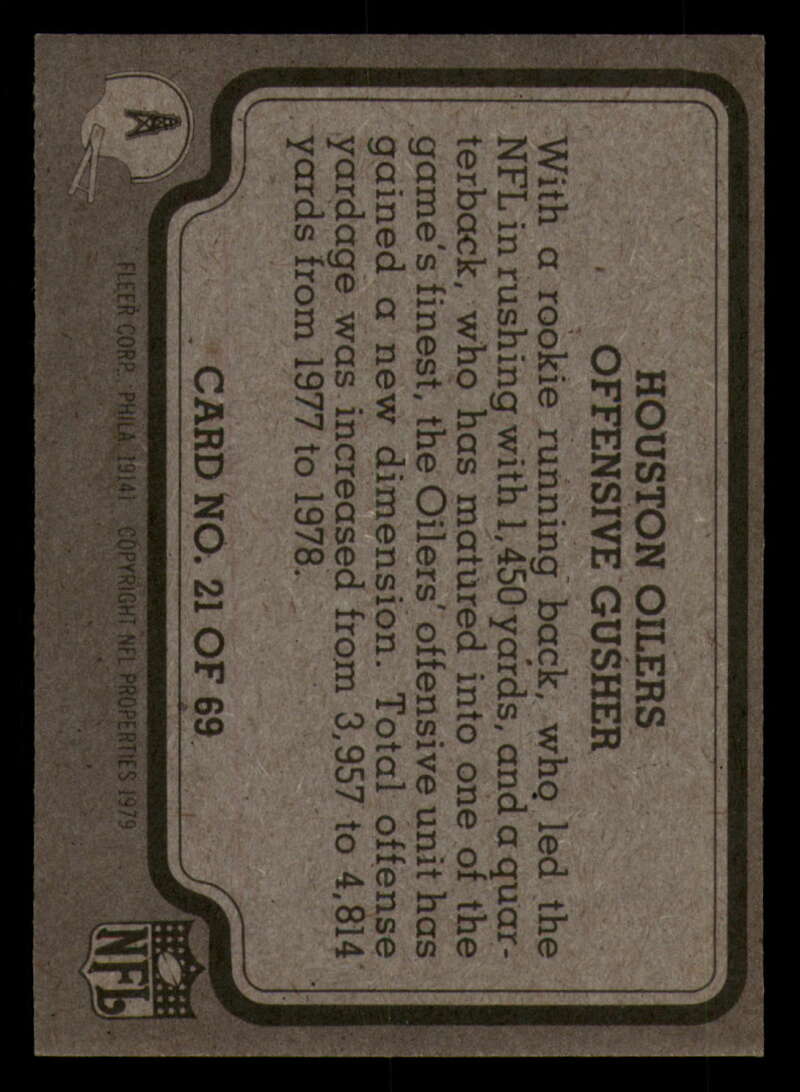 HOUSTON OILERS
OFFENSIVE GUSHER
With a rookie running back, who led the
NFL in rushing with 1,450 yards, and a quar-
terback, who has matured into one of the
game's finest, the Oilers' offensive unit has
gained a new dimension. Total offense
yardage was increased from 3,957 to 4,814
yards from 1977 to 1978.
CARD NO. 21 OF 69
FLEER CORP. PHILA 19141 COPYRIGHT NFL PROPERTIES 1979
NFL